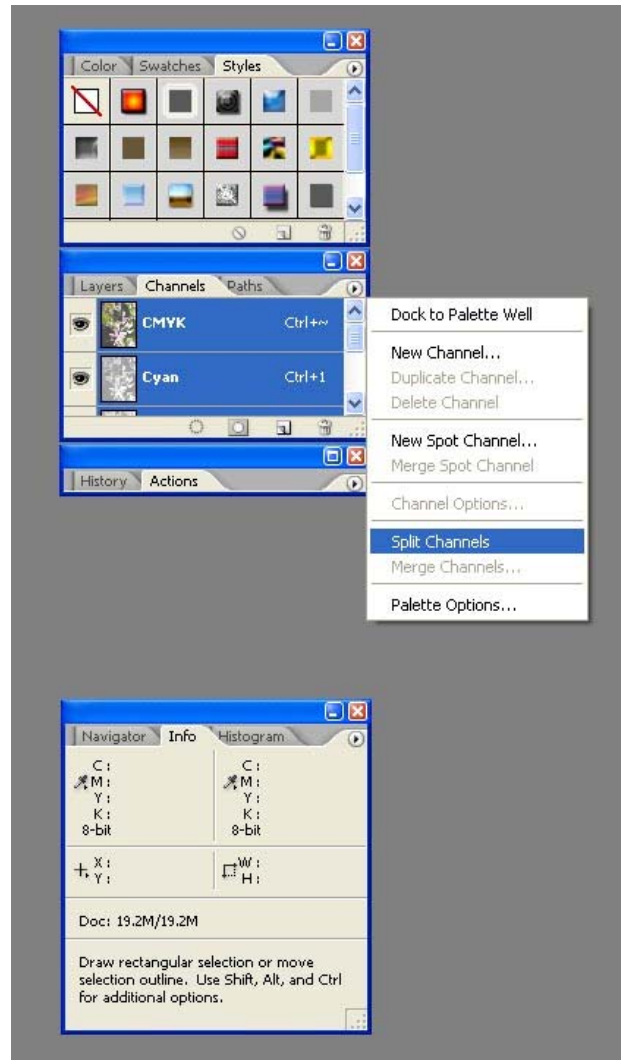 Color Swatches Styles
Layers Channels Paths
CMYK Ctrl+~
Cyan Ctrl+1
History Actions
Dock to Palette Well
New Channel...
Duplicate Channel...
Delete Channel
New Spot Channel...
Merge Spot Channel
Channel Options...
Split Channels
Merge Channels...
Palette Options...
Navigator Info Histogram
C: C:
M: M:
Y: Y:
K: K:
8-bit 8-bit
X: W:
Y: H:
Doc: 19.2M/19.2M
Draw rectangular selection or move
selection outline. Use Shift, Alt, and Ctrl
for additional options.